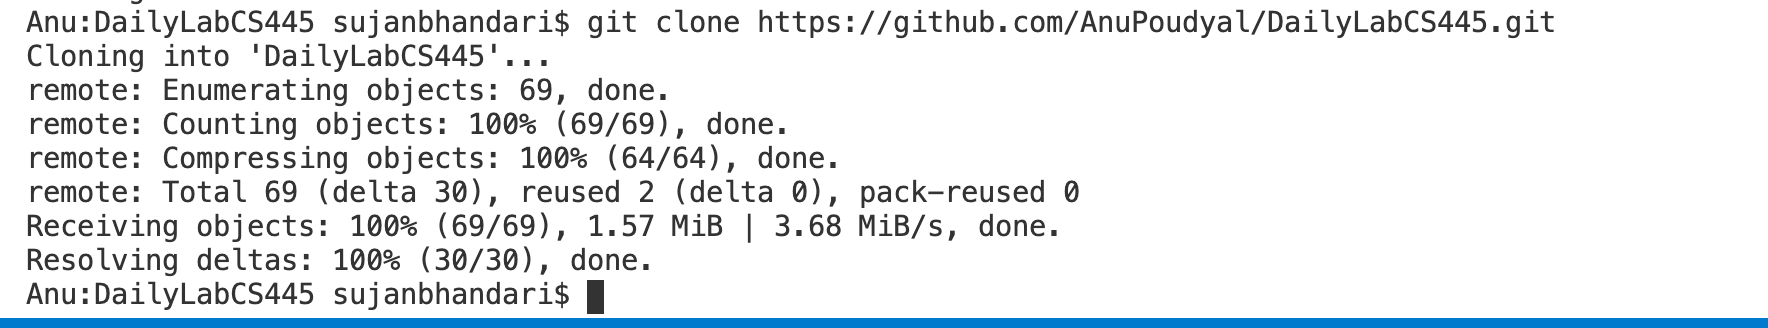 Anu:DailyLabCS445 sujanbhandari$ git clone https://github.com/AnuPoudyal/DailyLabCS445.git
Cloning into 'DailyLabCS445'...
remote: Enumerating objects: 69, done.
remote: Counting objects: 100% (69/69), done.
remote: Compressing objects: 100% (64/64), done.
remote: Total 69 (delta 30), reused 2 (delta 0), pack-reused 0
Receiving objects: 100% (69/69), 1.57 MiB | 3.68 MiB/s, done.
Resolving deltas: 100% (30/30), done.
Anu:DailyLabCS445 sujanbhandari$